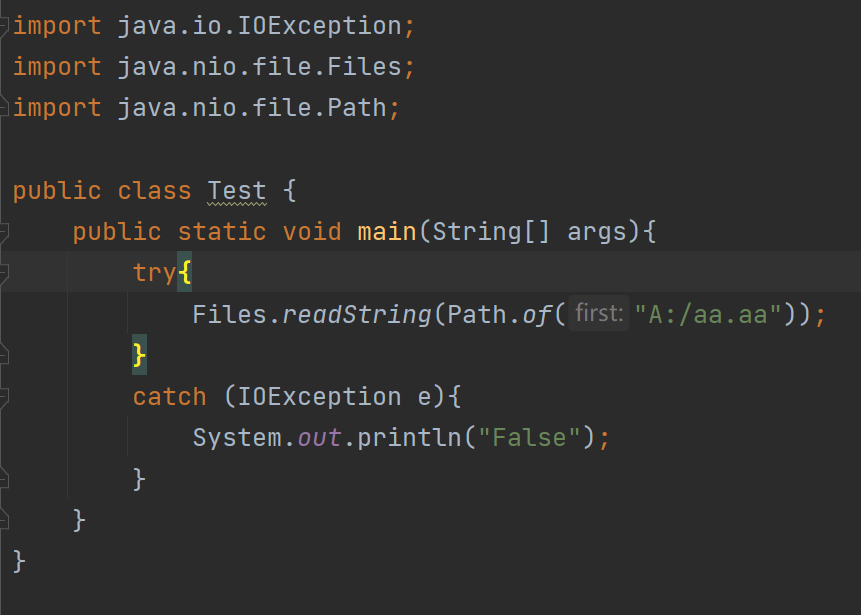 import java.io.IOException;
import java.nio.file.Files;
import java.nio.file.Path;
public class Test {
    public static void main(String[] args){
        try{
            Files.readString(Path.of( first: "A:/aa.aa"));
        }
        catch (IOException e){
            System.out.println("False");
        }
    }
}